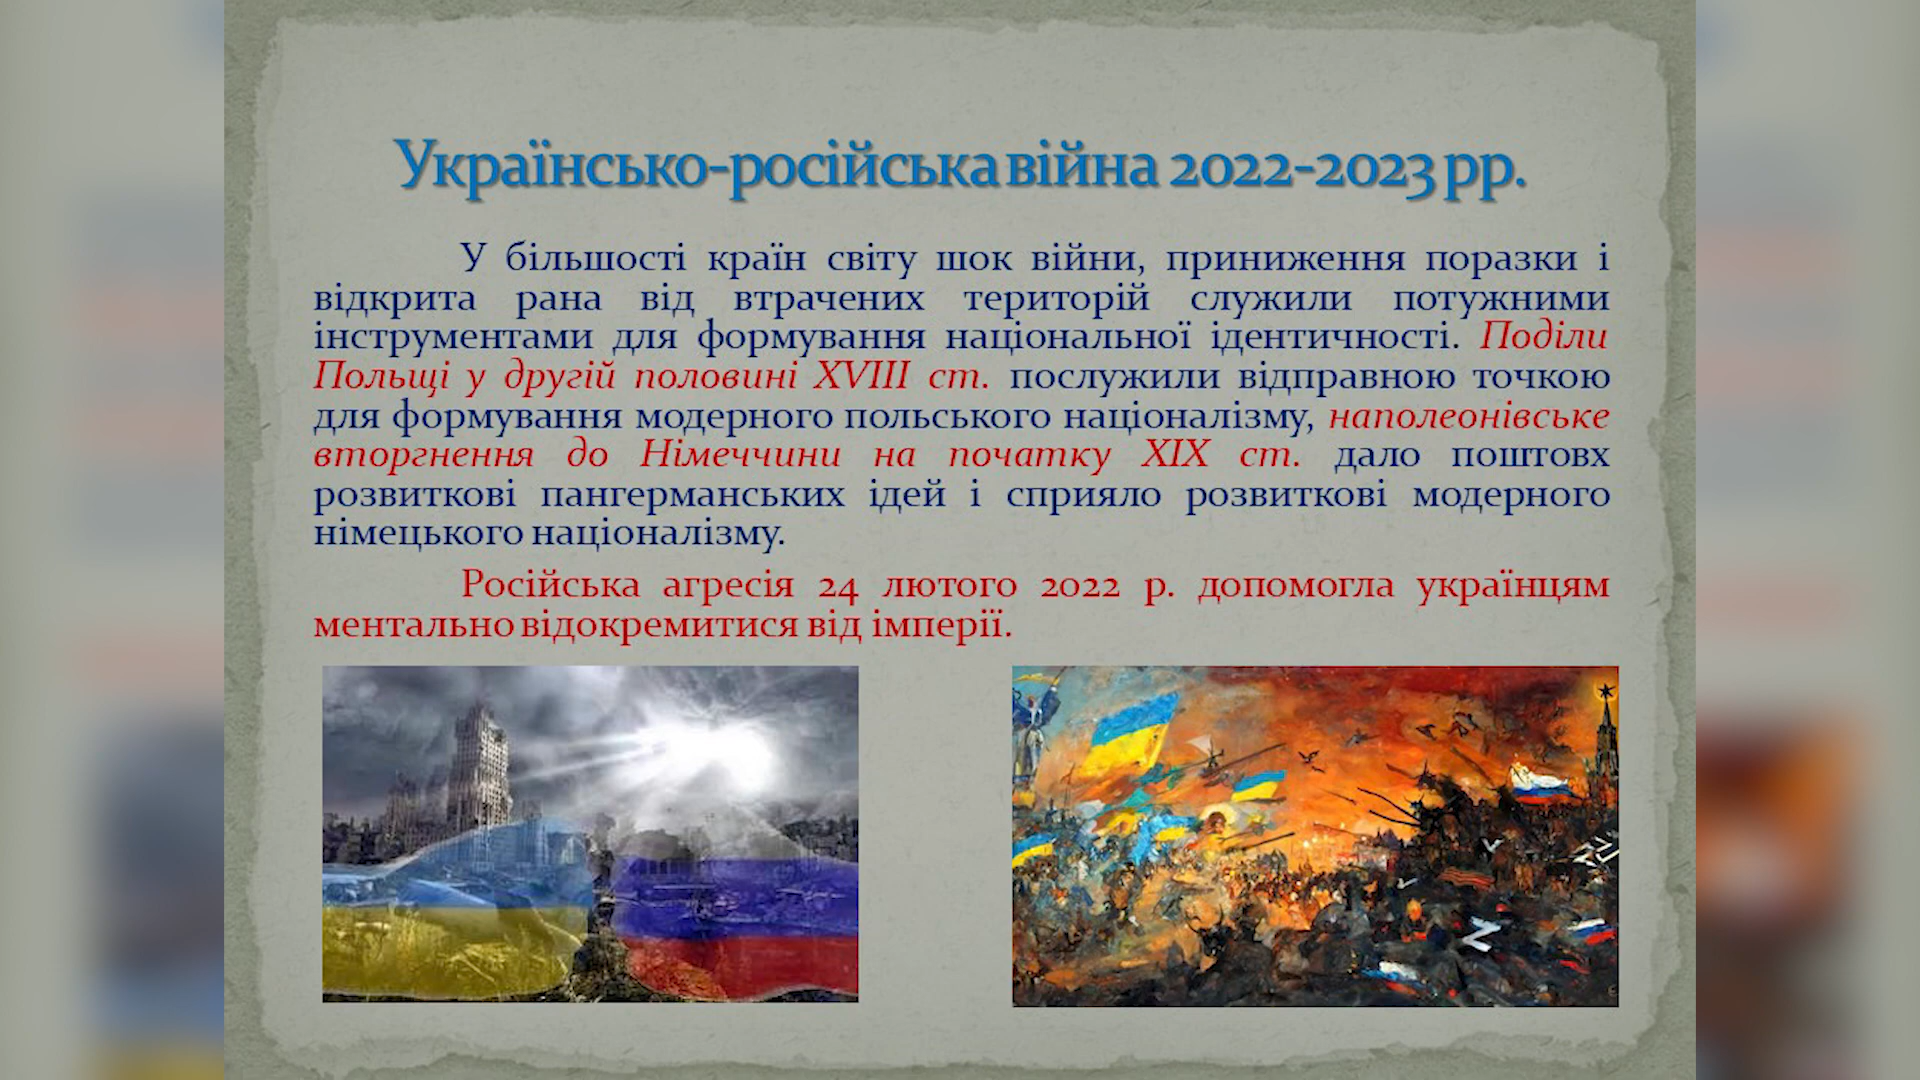 Українсько-російська війна 2022-2023 рр.
У більшості країн світу шок війни, приниження поразки і
відкрита рана від втрачених територій служили потужними
інструментами для формування національної ідентичності. Поділи
Польщі у другій половині XVIII ст. послужили відправною точкою
для формування модерного польського націоналізму, наполеонівське
вторгнення до Німеччини на початку XIX ст. дало поштовх
розвиткові пангерманських ідей і сприяло розвиткові модерного
німецького націоналізму.
Російська агресія 24 лютого 2022 р. допомогла українцям
ментально відокремитися від імперії.